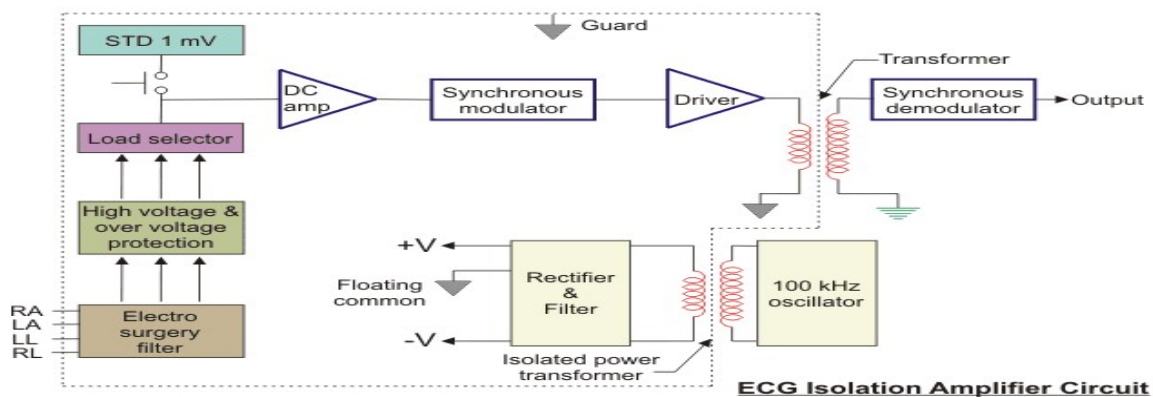 STD 1 mV
Guard
Transformer
DC
amp
Synchronous
modulator
Driver
Synchronous
demodulator
Output
Load selector
High voltage &
over voltage
protection
+V
Floating
common
-V
Rectifier
&
Filter
100 kHz
oscillator
RA
LA
LL
RL
Electro
surgery
filter
Isolated power
transformer
ECG Isolation Amplifier Circuit